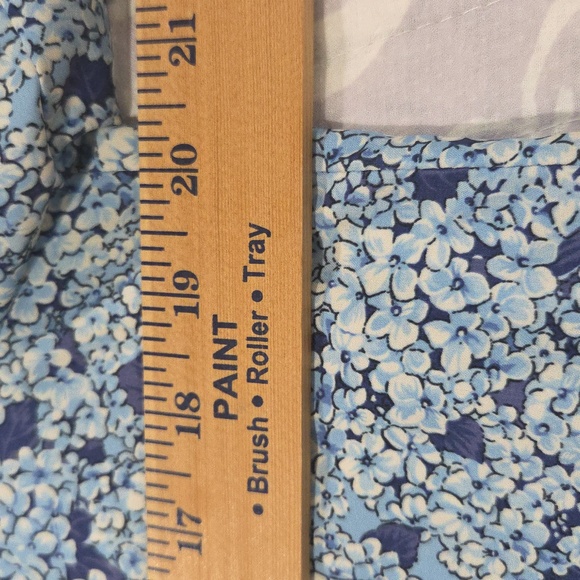 21
20
19
18
17
PAINT
• Brush • Roller • Tray